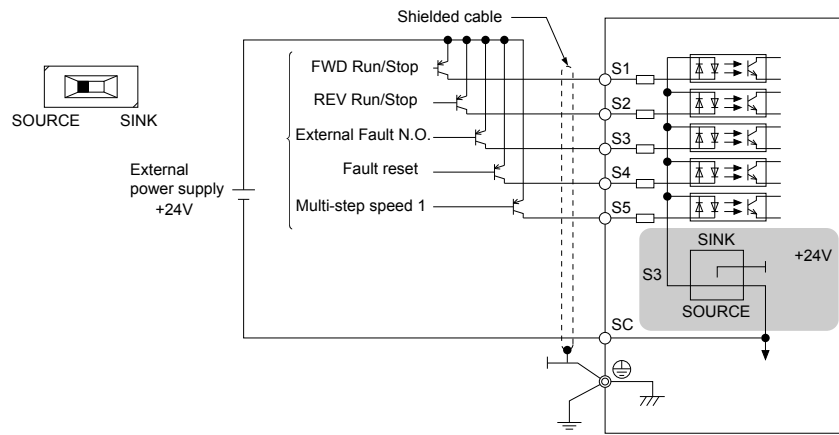 Shielded cable
SOURCE SINK
External
power supply
+24V
FWD Run/Stop
REV Run/Stop
External Fault N.O.
Fault reset
Multi-step speed 1
S1
S2
S3
S4
S5
SINK
+24V
S3
SOURCE
SC